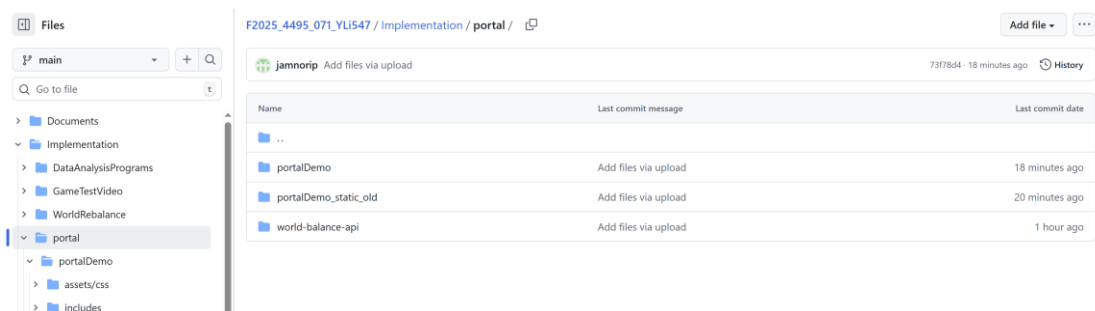 Files
main
Go to file
t
Documents
Implementation
DataAnalysisPrograms
GameTestVideo
WorldRebalance
portal
portalDemo
assets/css
includes
F2025_4495_071_YLi547 / Implementation / portal /
Add file
jamnorip Add files via upload
73f78d4 · 18 minutes ago History
Name Last commit message Last commit date
..
portalDemo Add files via upload 18 minutes ago
portalDemo_static_old Add files via upload 20 minutes ago
world-balance-api Add files via upload 1 hour ago